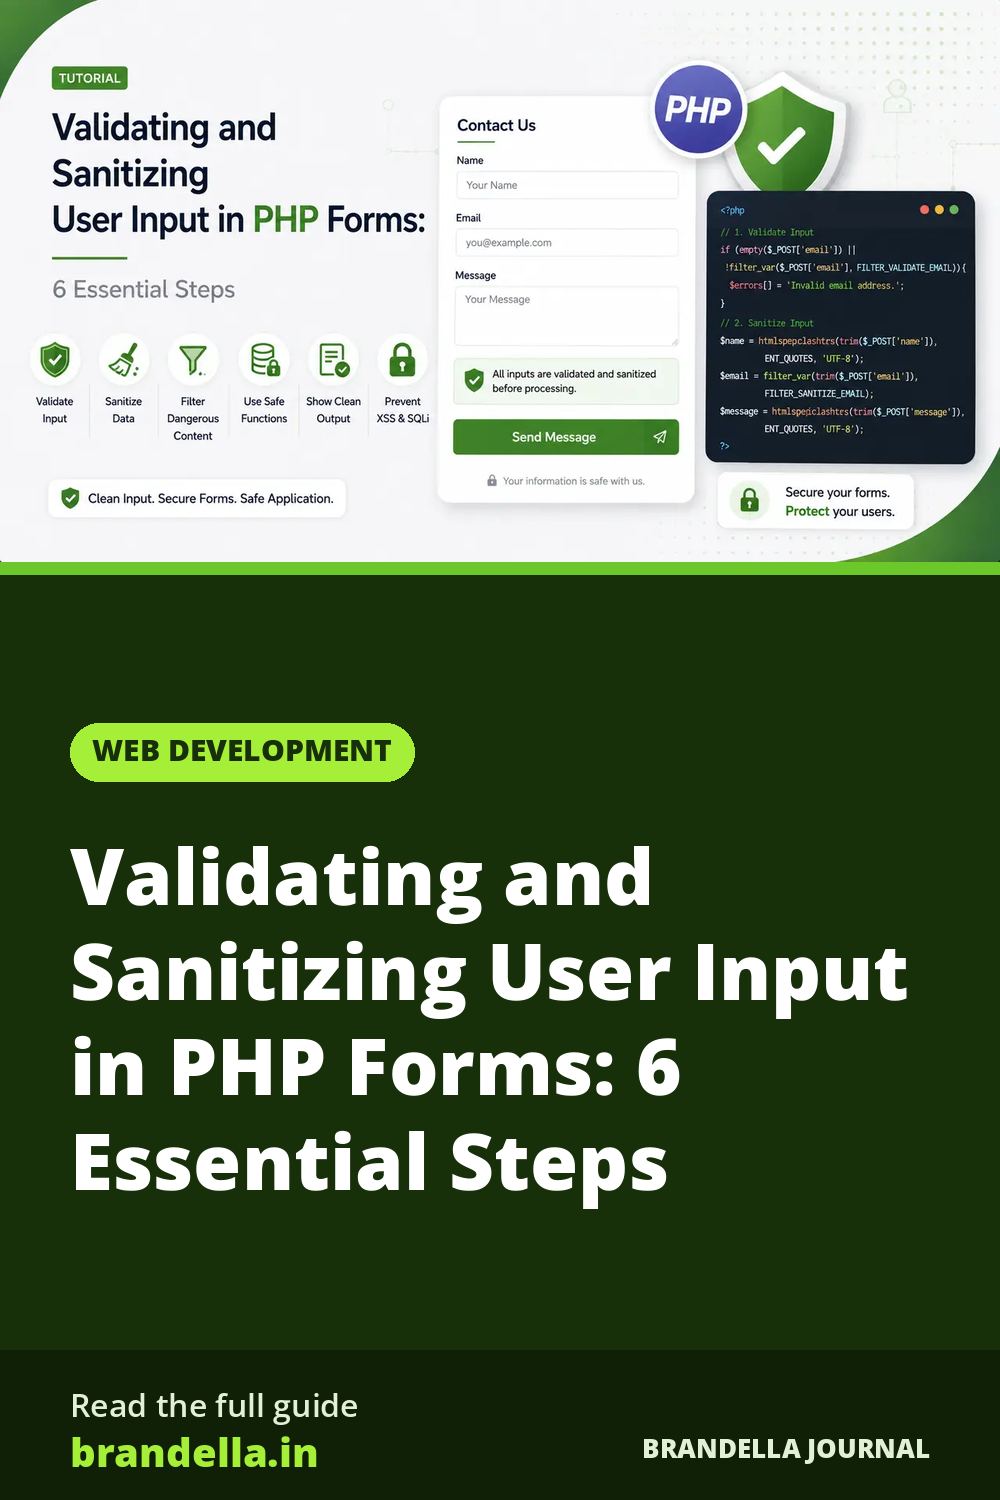 TUTORIAL
Validating and
Sanitizing
User Input in PHP Forms:
6 Essential Steps
Validate
Input
Sanitize
Data
Filter
Dangerous
Content
Use Safe
Functions
Show Clean
Output
Prevent
XSS & SQLi
Clean Input. Secure Forms. Safe Application.
Contact Us
Name
Your Name
Email
you@example.com
Message
Your Message
All inputs are validated and sanitized
before processing.
Send Message
Your information is safe with us.
PHP
<?php
// 1. Validate Input
if (empty($_POST['email']) ||
!filter_var($_POST['email'], FILTER_VALIDATE_EMAIL)){
$errors[] = 'Invalid email address.';
}
// 2. Sanitize Input
$name = (trim($_POST['name']),
ENT_QUOTES, 'UTF-8');
$email = filter_var(trim($_POST['email']),
FILTER_SANITIZE_EMAIL);
$message = (trim($_POST['message']),
ENT_QUOTES, 'UTF-8');
?>
Secure your forms.
Protect your users.
WEB DEVELOPMENT
Validating and
Sanitizing User Input
in PHP Forms: 6
Essential Steps
Read the full guide
brandella.in
BRANDELLA JOURNAL